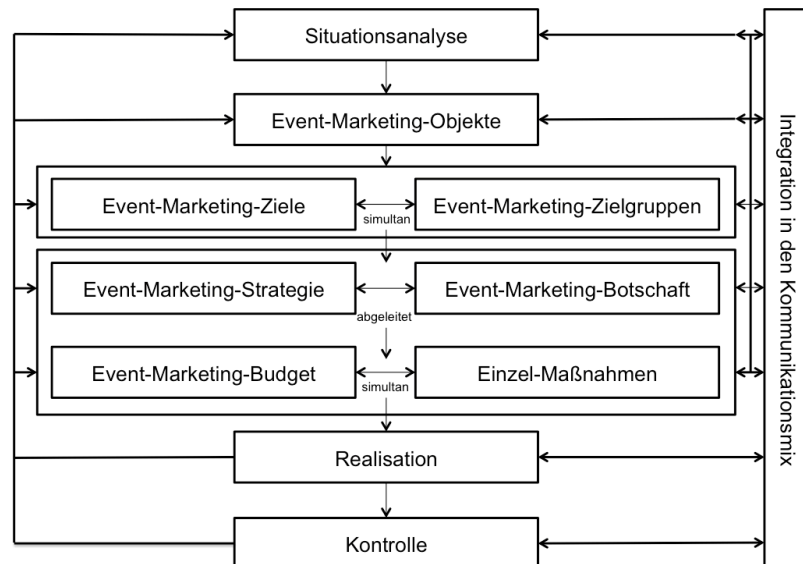 Situationsanalyse
Event-Marketing-Objekte
Event-Marketing-Ziele
simultan
Event-Marketing-Zielgruppen
Event-Marketing-Strategie
Event-Marketing-Botschaft
abgeleitet
Event-Marketing-Budget
simultan
Einzel-Maßnahmen
Realisation
Kontrolle
Integration in den Kommunikationsmix